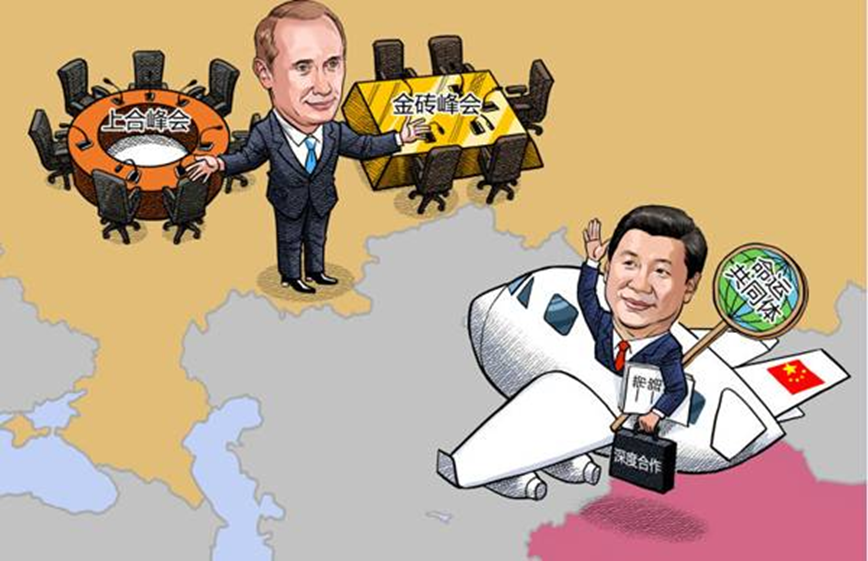 上合峰会
金砖峰会
命运
共同体
深度合作